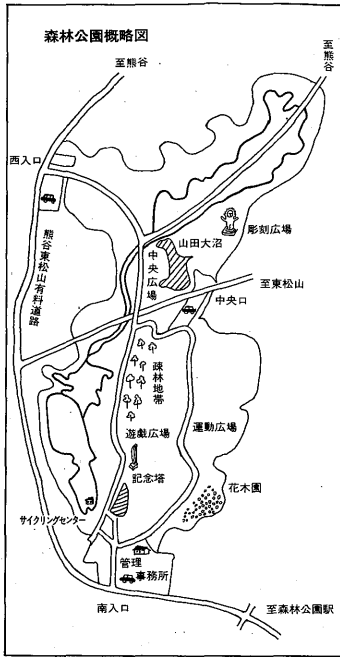 森林公園概略図
至熊谷
至熊谷
西入口
熊谷東松山有料道路
山田大沼
彫刻広場
中央広場
至東松山
中央口
疎林地帯
遊戯広場
運動広場
記念塔
花木園
サイクリングセンター
管理
事務所
南入口
至森林公園駅